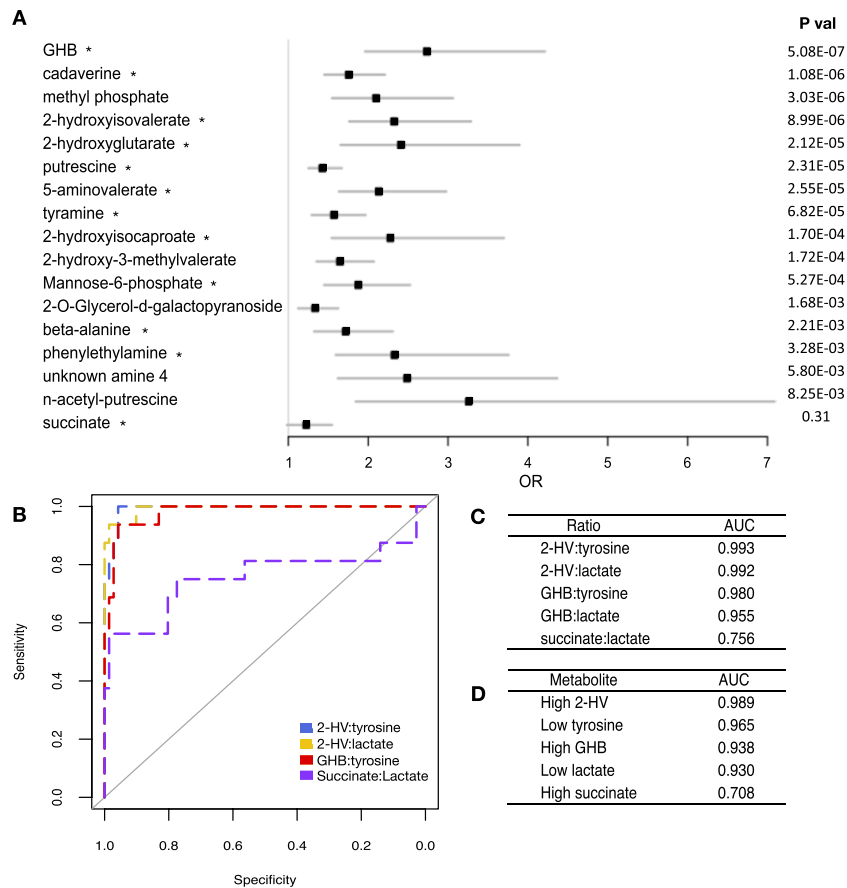 A
P val
GHB * 5.08E-07
cadaverine * 1.08E-06
methyl phosphate 3.03E-06
2-hydroxyisovalerate * 8.99E-06
2-hydroxyglutarate * 2.12E-05
putrescine * 2.31E-05
5-aminovalerate * 2.55E-05
tyramine * 6.82E-05
2-hydroxyisocaproate * 1.70E-04
2-hydroxy-3-methylvalerate 1.72E-04
Mannose-6-phosphate * 5.27E-04
2-O-Glycerol-d-galactopyranoside 1.68E-03
beta-alanine * 2.21E-03
phenylethylamine * 3.28E-03
unknown amine 4 5.80E-03
n-acetyl-putrescine 8.25E-03
succinate * 0.31
1 2 3 4 5 6 7
OR
B
Sensitivity
1.0
0.8
0.6
0.4
0.2
0.0
2-HV:tyrosine
2-HV:lactate
GHB:tyrosine
Succinate:Lactate
1.0 0.8 0.6 0.4 0.2 0.0
Specificity
C
Ratio AUC
2-HV:tyrosine 0.993
2-HV:lactate 0.992
GHB:tyrosine 0.980
GHB:lactate 0.955
succinate:lactate 0.756
D
Metabolite AUC
High 2-HV 0.989
Low tyrosine 0.965
High GHB 0.938
Low lactate 0.930
High succinate 0.708